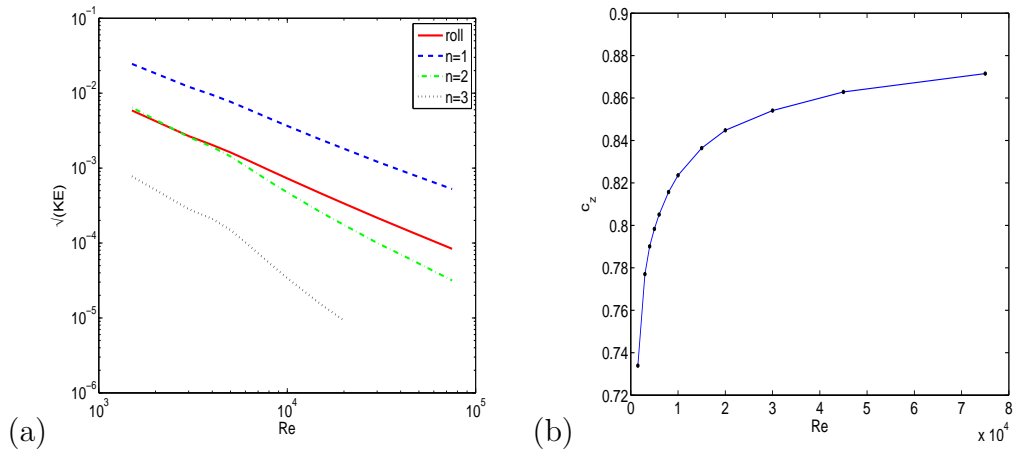 10^-1
10^-2
10^-3
10^-4
10^-5
10^-6
√(KE)
10^3
10^4
10^5
Re
roll
n=1
n=2
n=3
(a)
0.9
0.88
0.86
0.84
0.82
0.8
0.78
0.76
0.74
0.72
c_z
0
1
2
3
4
5
6
7
8
Re
x 10^4
(b)